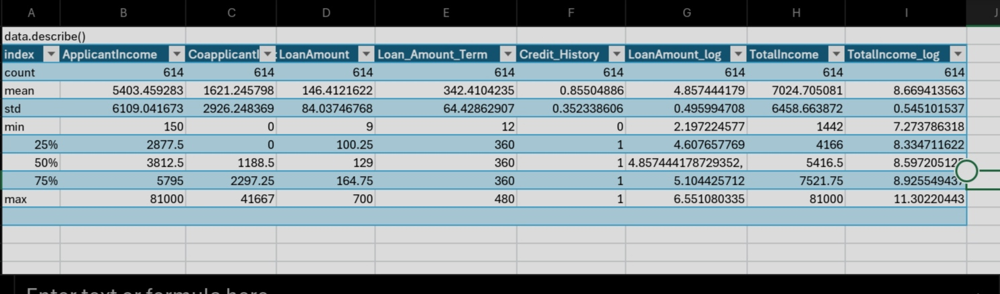 A B C D E F G H I J
data.describe()
index ApplicantIncome CoapplicantI LoanAmount Loan_Amount_Term Credit_History LoanAmount_log TotalIncome TotalIncome_log
count 614 614 614 614 614 614 614 614
mean 5403.459283 1621.245798 146.4121622 342.4104235 0.85504886 4.857444179 7024.705081 8.669413563
std 6109.041673 2926.248369 84.03746768 64.42862907 0.352338606 0.495994708 6458.663872 0.545101537
min 150 0 9 12 0 2.197224577 1442 7.273786318
25% 2877.5 0 100.25 360 1 4.607657769 4166 8.334711622
50% 3812.5 1188.5 129 360 1 4.857444178729352, 5416.5 8.597205125
75% 5795 2297.25 164.75 360 1 5.104425712 7521.75 8.925549437
max 81000 41667 700 480 1 6.551080335 81000 11.30220443
Enter text or formula here